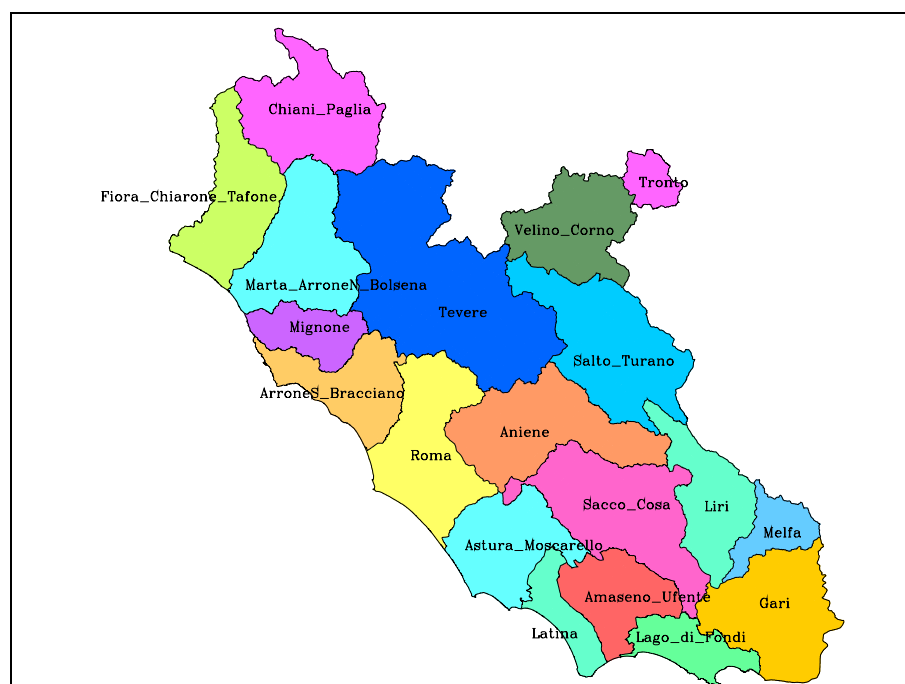 Chiani_Paglia
Tronto
Fiora_Chiarone_Tafone
Velino_Corno
Marta_ArroneN_Bolsena
Tevere
Mignone
Salto_Turano
ArroneS_Bracciano
Aniene
Roma
Sacco_Cosa
Liri
Melfa
Astura_Moscarello
Amaseno_Ufente
Gari
Latina
Lago_di_Fondi